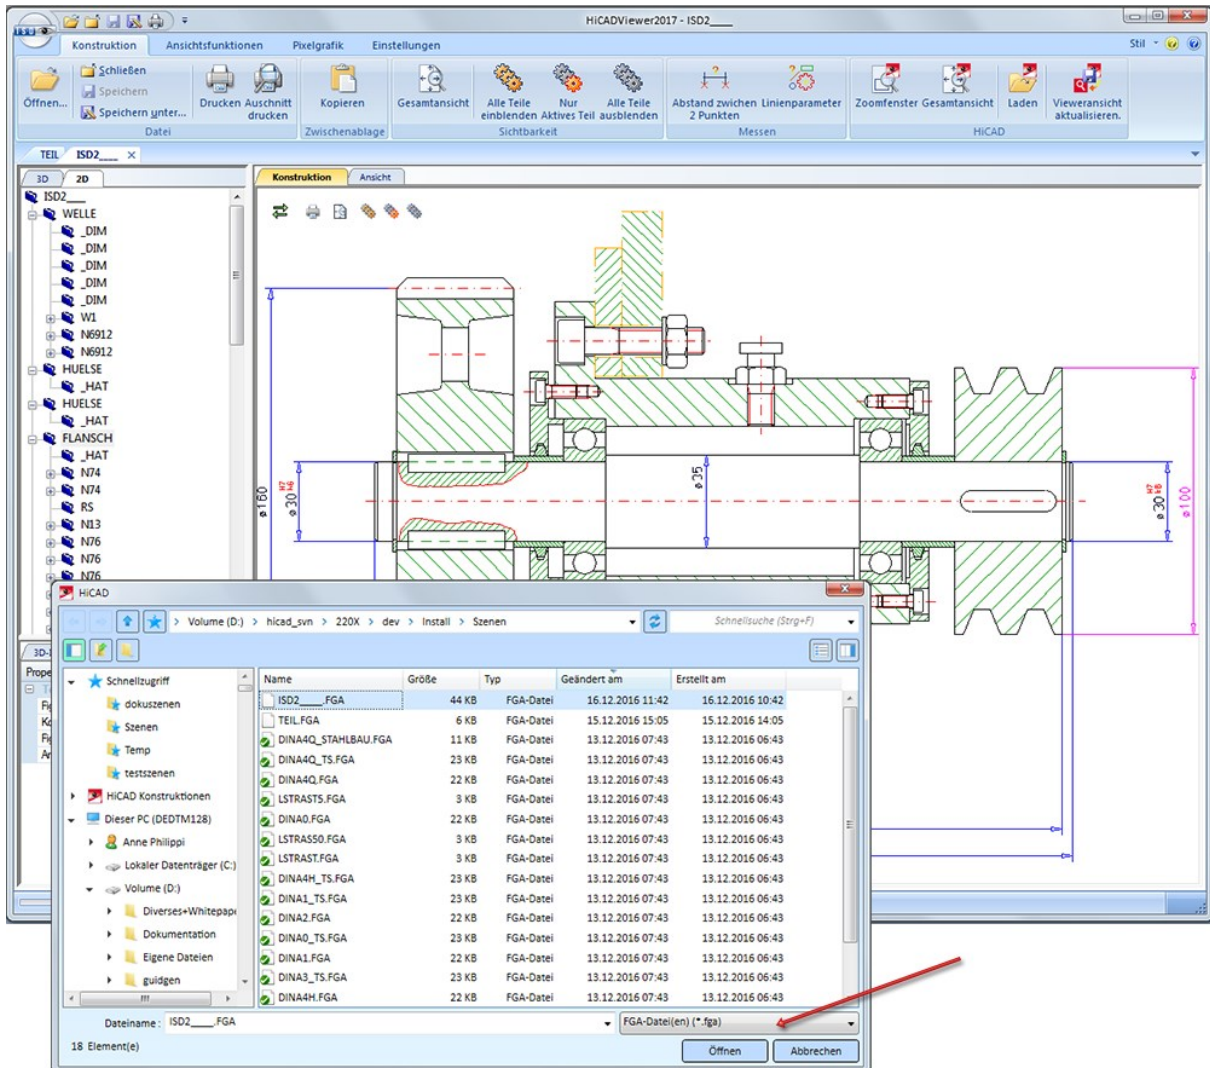 HiCADViewer2017 - ISD2____
ISD
Konstruktion Ansichtsfunktionen Pixelgrafik Einstellungen Stil
Öffnen...
Schließen
Speichern
Speichern unter...
Drucken
Ausschnitt
drucken
Datei
Kopieren
Zwischenablage
Gesamtansicht
Alle Teile
einblenden
Nur
Aktives Teil
Alle Teile
ausblenden
Sichtbarkeit
Abstand zwichen
2 Punkten
Linienparameter
Messen
Zoomfenster
Gesamtansicht
Laden
Vieweransicht
aktualisieren.
HiCAD
TEIL ISD2____ X
3D 2D
Konstruktion Ansicht
ISD2____
WELLE
_DIM
_DIM
_DIM
_DIM
_DIM
W1
N6912
N6912
HUELSE
_HAT
HUELSE
_HAT
FLANSCH
_HAT
N74
N74
RS
N13
N76
N76
N76
ø160
ø30 H7
h6
ø35
ø30 H7
h6
ø100
HiCAD
Volume (D:) > hicad_svn > 220X > dev > Install > Szenen
Schnellsuche (Strg+F)
Schnellzugriff
dokuszenen
Szenen
Temp
testszenen
HiCAD Konstruktionen
Dieser PC (DEDTM128)
Anne Philippi
Lokaler Datenträger (C:)
Volume (D:)
Diverses+Whitepape
Dokumentation
Eigene Dateien
guidgen
Name Größe Typ Geändert am Erstellt am
ISD2____.FGA 44 KB FGA-Datei 16.12.2016 11:42 16.12.2016 10:42
TEIL.FGA 6 KB FGA-Datei 15.12.2016 15:05 15.12.2016 14:05
DINA4Q_STAHLBAU.FGA 11 KB FGA-Datei 13.12.2016 07:43 13.12.2016 06:43
DINA4Q_TS.FGA 23 KB FGA-Datei 13.12.2016 07:43 13.12.2016 06:43
DINA4Q.FGA 22 KB FGA-Datei 13.12.2016 07:43 13.12.2016 06:43
LSTRASTS.FGA 3 KB FGA-Datei 13.12.2016 07:43 13.12.2016 06:43
DINA0.FGA 22 KB FGA-Datei 13.12.2016 07:43 13.12.2016 06:43
LSTRASS0.FGA 3 KB FGA-Datei 13.12.2016 07:43 13.12.2016 06:43
LSTRAST.FGA 3 KB FGA-Datei 13.12.2016 07:43 13.12.2016 06:43
DINA4H_TS.FGA 23 KB FGA-Datei 13.12.2016 07:43 13.12.2016 06:43
DINA1_TS.FGA 23 KB FGA-Datei 13.12.2016 07:43 13.12.2016 06:43
DINA2.FGA 22 KB FGA-Datei 13.12.2016 07:43 13.12.2016 06:43
DINA0_TS.FGA 23 KB FGA-Datei 13.12.2016 07:43 13.12.2016 06:43
DINA1.FGA 22 KB FGA-Datei 13.12.2016 07:43 13.12.2016 06:43
DINA3_TS.FGA 23 KB FGA-Datei 13.12.2016 07:43 13.12.2016 06:43
DINA4H.FGA 22 KB FGA-Datei 13.12.2016 07:43 13.12.2016 06:43
Dateiname: ISD2____.FGA
FGA-Datei(en) (*.fga)
18 Element(e)
Öffnen Abbrechen